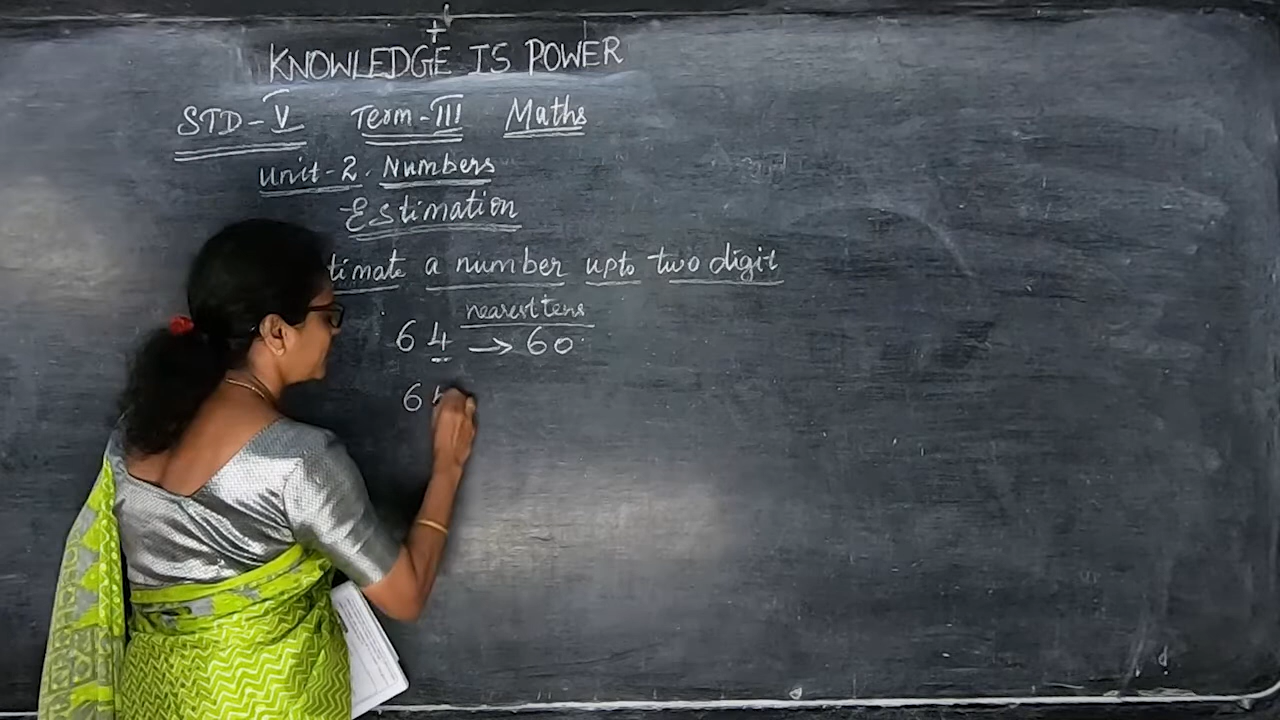 KNOWLEDGE IS POWER
STD-V Term-III Maths
Unit-2. Numbers
Estimation
timate a number upto two digit
nearest tens
64 → 60
6